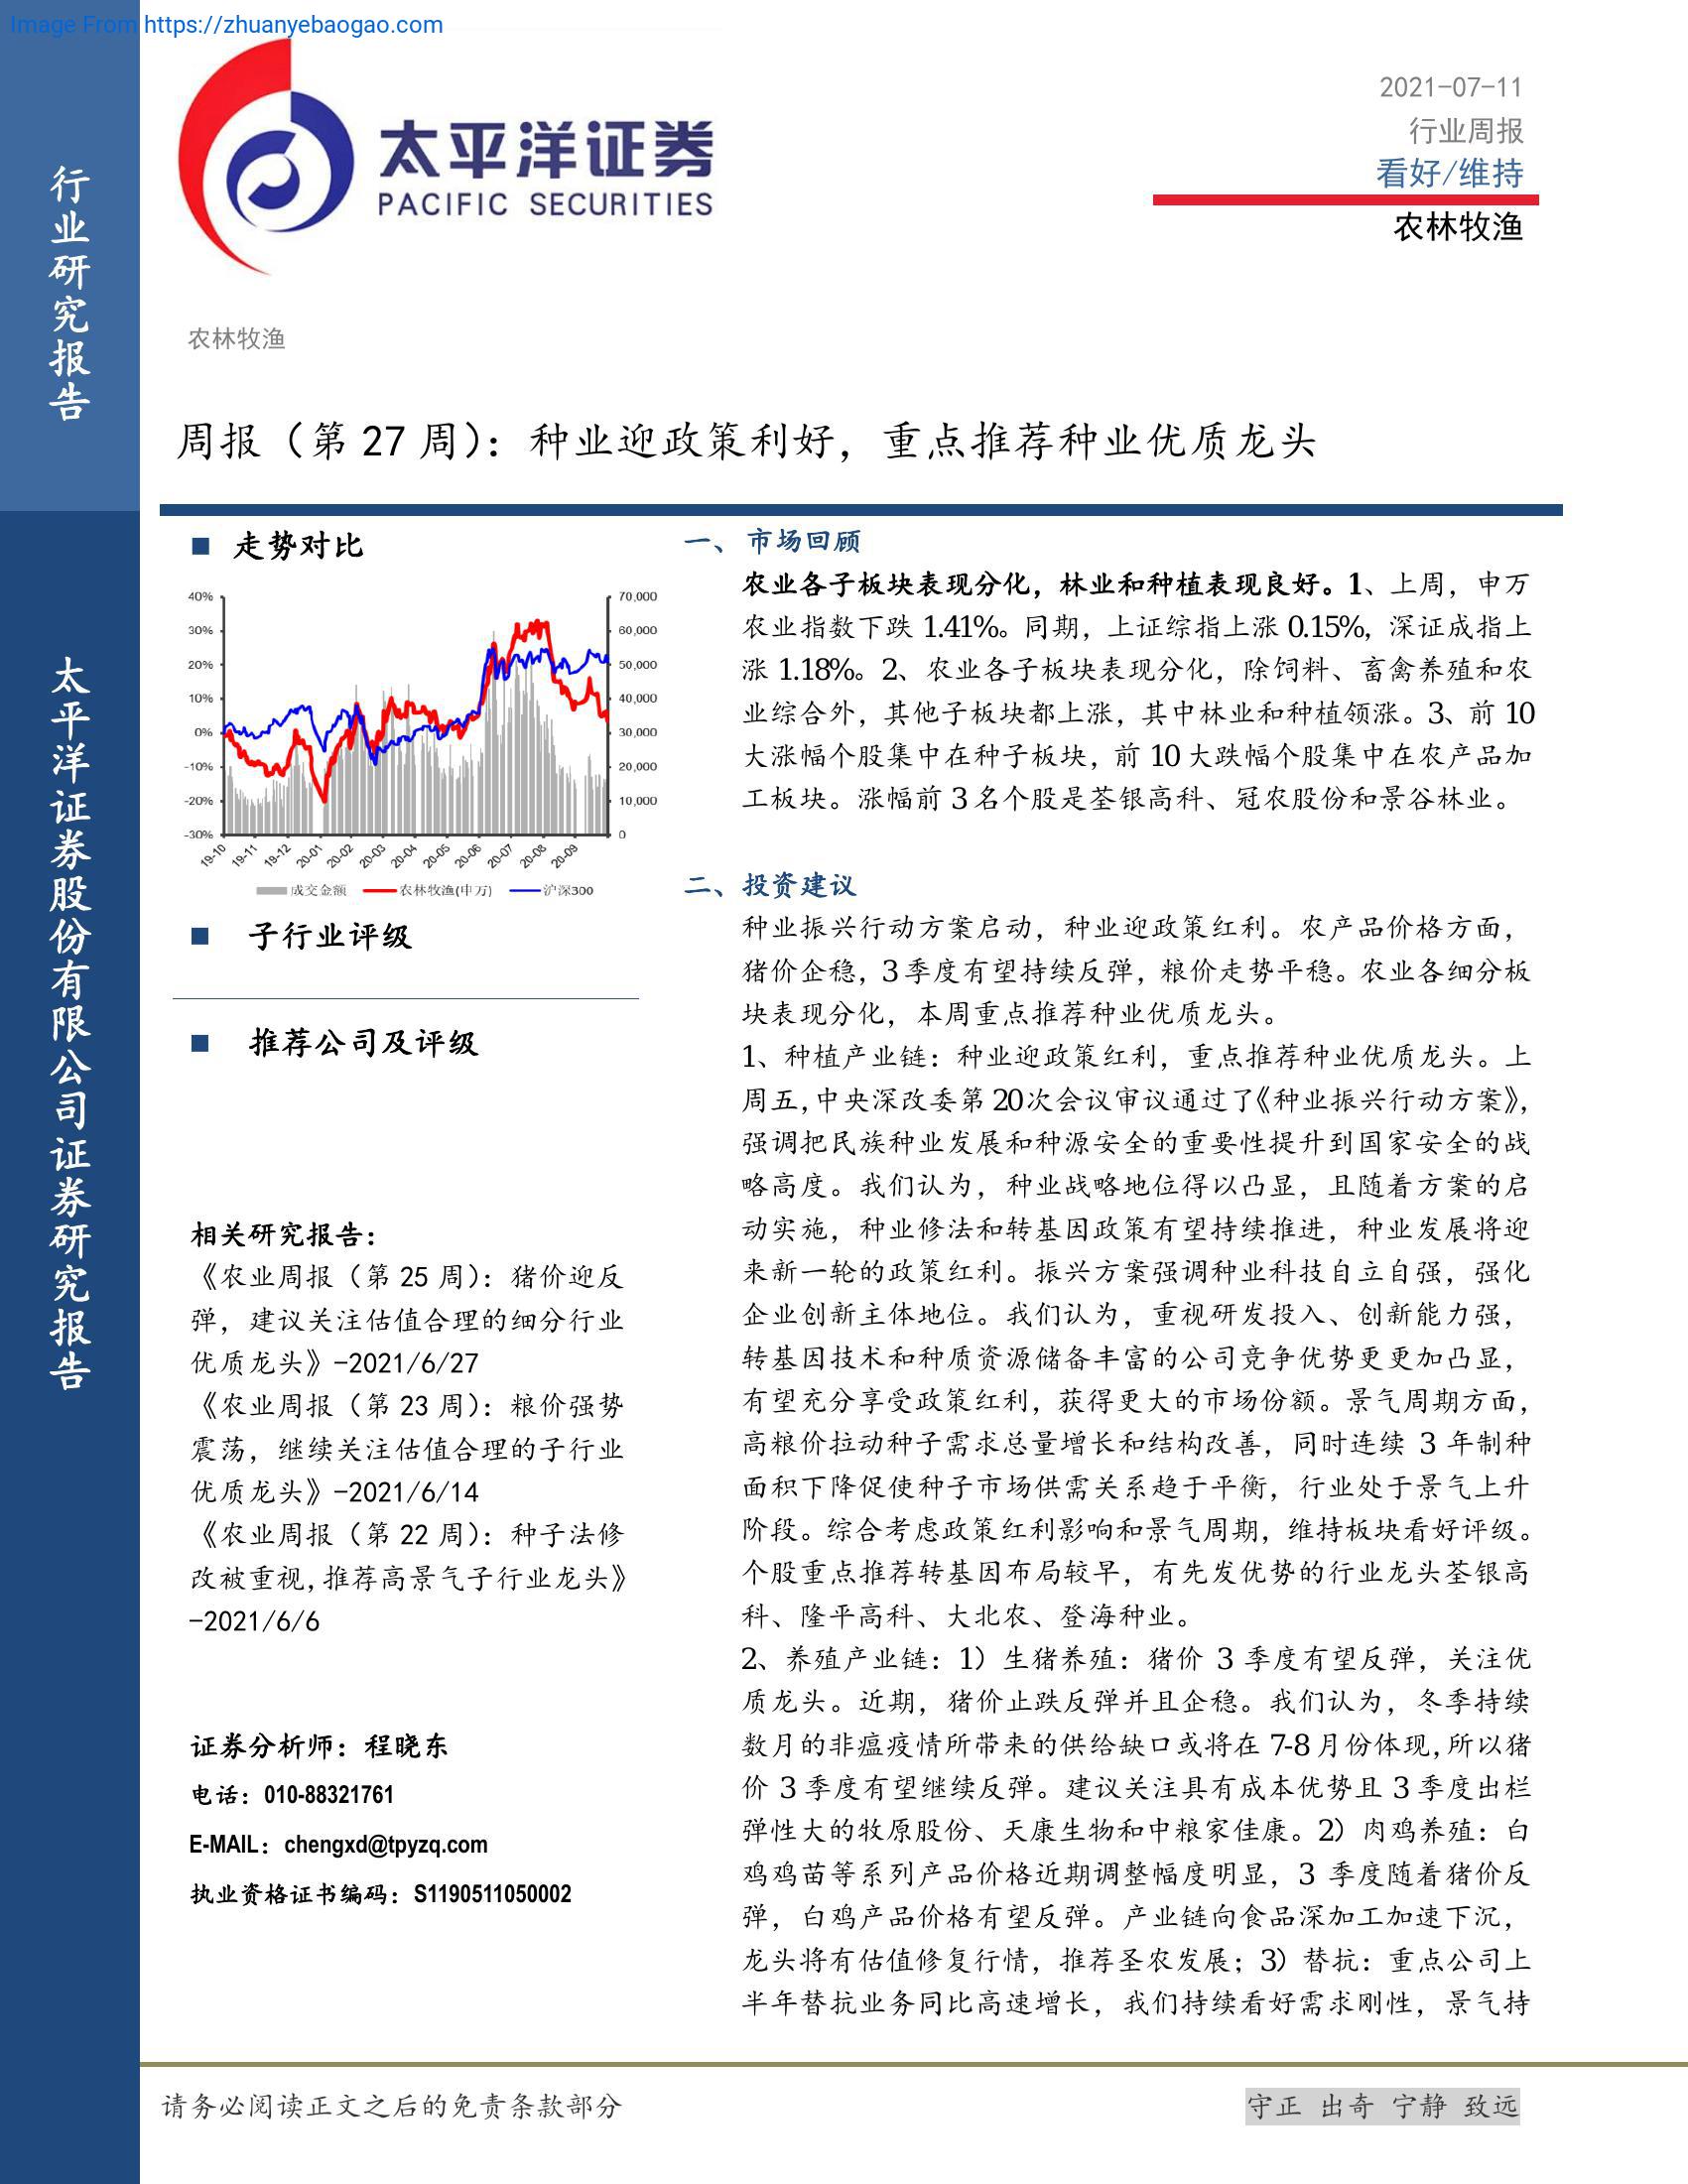 Image From https://zhuanyebaogao.com
行业研究报告
太平洋证券股份有限公司证券研究报告
太平洋证券
PACIFIC SECURITIES
2021-07-11
行业周报
看好/维持
农林牧渔
农林牧渔
周报（第 27 周）：种业迎政策利好，重点推荐种业优质龙头
■ 走势对比
40%
30%
20%
10%
0%
-10%
-20%
-30%
70,000
60,000
50,000
40,000
30,000
20,000
10,000
0
19-10
19-11
19-12
20-01
20-02
20-03
20-04
20-05
20-06
20-07
20-08
20-09
成交金额 农林牧渔(申万) 沪深300
■ 子行业评级
■ 推荐公司及评级
相关研究报告：
《农业周报（第 25 周）：猪价迎反
弹，建议关注估值合理的细分行业
优质龙头》-2021/6/27
《农业周报（第 23 周）：粮价强势
震荡，继续关注估值合理的子行业
优质龙头》-2021/6/14
《农业周报（第 22 周）：种子法修
改被重视,推荐高景气子行业龙头》
-2021/6/6
证券分析师：程晓东
电话：010-88321761
E-MAIL：chengxd@tpyzq.com
执业资格证书编码：S1190511050002
一、 市场回顾
农业各子板块表现分化，林业和种植表现良好。1、上周，申万
农业指数下跌 1.41%。同期，上证综指上涨 0.15%，深证成指上
涨 1.18%。2、农业各子板块表现分化，除饲料、畜禽养殖和农
业综合外，其他子板块都上涨，其中林业和种植领涨。3、前 10
大涨幅个股集中在种子板块，前 10 大跌幅个股集中在农产品加
工板块。涨幅前 3 名个股是荃银高科、冠农股份和景谷林业。
二、投资建议
种业振兴行动方案启动，种业迎政策红利。农产品价格方面，
猪价企稳，3 季度有望持续反弹，粮价走势平稳。农业各细分板
块表现分化，本周重点推荐种业优质龙头。
1、种植产业链：种业迎政策红利，重点推荐种业优质龙头。上
周五,中央深改委第 20次会议审议通过了《种业振兴行动方案》,
强调把民族种业发展和种源安全的重要性提升到国家安全的战
略高度。我们认为，种业战略地位得以凸显，且随着方案的启
动实施，种业修法和转基因政策有望持续推进，种业发展将迎
来新一轮的政策红利。振兴方案强调种业科技自立自强，强化
企业创新主体地位。我们认为，重视研发投入、创新能力强，
转基因技术和种质资源储备丰富的公司竞争优势更更加凸显，
有望充分享受政策红利，获得更大的市场份额。景气周期方面，
高粮价拉动种子需求总量增长和结构改善，同时连续 3 年制种
面积下降促使种子市场供需关系趋于平衡，行业处于景气上升
阶段。综合考虑政策红利影响和景气周期，维持板块看好评级。
个股重点推荐转基因布局较早，有先发优势的行业龙头荃银高
科、隆平高科、大北农、登海种业。
2、养殖产业链：1）生猪养殖：猪价 3 季度有望反弹，关注优
质龙头。近期，猪价止跌反弹并且企稳。我们认为，冬季持续
数月的非瘟疫情所带来的供给缺口或将在 7-8 月份体现,所以猪
价 3 季度有望继续反弹。建议关注具有成本优势且 3 季度出栏
弹性大的牧原股份、天康生物和中粮家佳康。2）肉鸡养殖：白
鸡鸡苗等系列产品价格近期调整幅度明显，3 季度随着猪价反
弹，白鸡产品价格有望反弹。产业链向食品深加工加速下沉，
龙头将有估值修复行情，推荐圣农发展；3）替抗：重点公司上
半年替抗业务同比高速增长，我们持续看好需求刚性，景气持
请务必阅读正文之后的免责条款部分
守正 出奇 宁静 致远